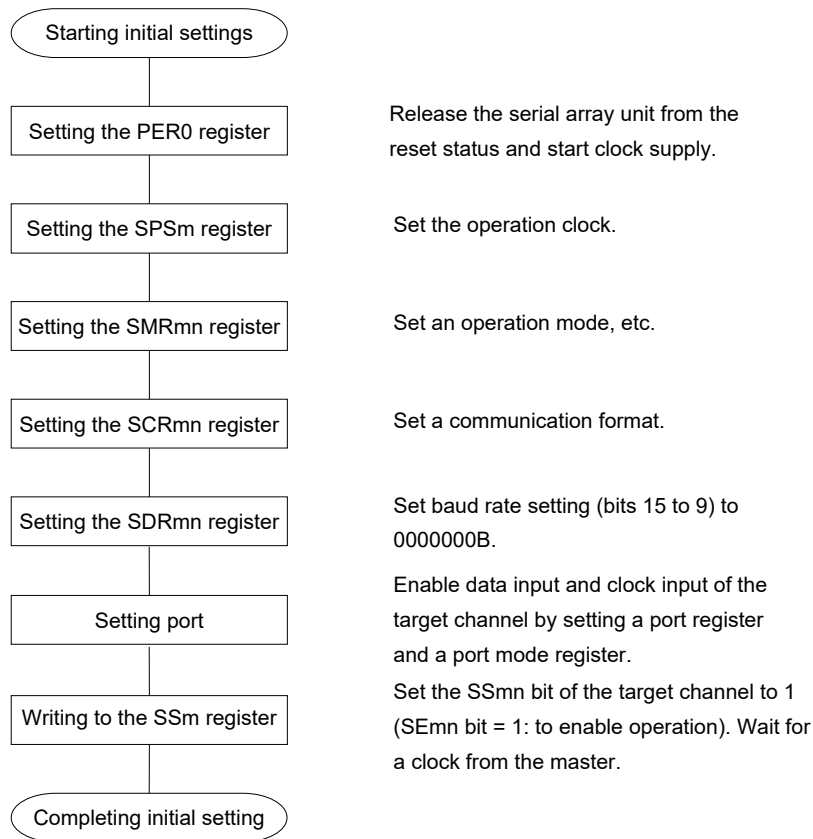 Starting initial settings
Setting the PER0 register
Release the serial array unit from the
reset status and start clock supply.
Setting the SPSm register
Set the operation clock.
Setting the SMRmn register
Set an operation mode, etc.
Setting the SCRmn register
Set a communication format.
Setting the SDRmn register
Set baud rate setting (bits 15 to 9) to
0000000B.
Setting port
Enable data input and clock input of the
target channel by setting a port register
and a port mode register.
Writing to the SSm register
Set the SSmn bit of the target channel to 1
(SEmn bit = 1: to enable operation). Wait for
a clock from the master.
Completing initial setting